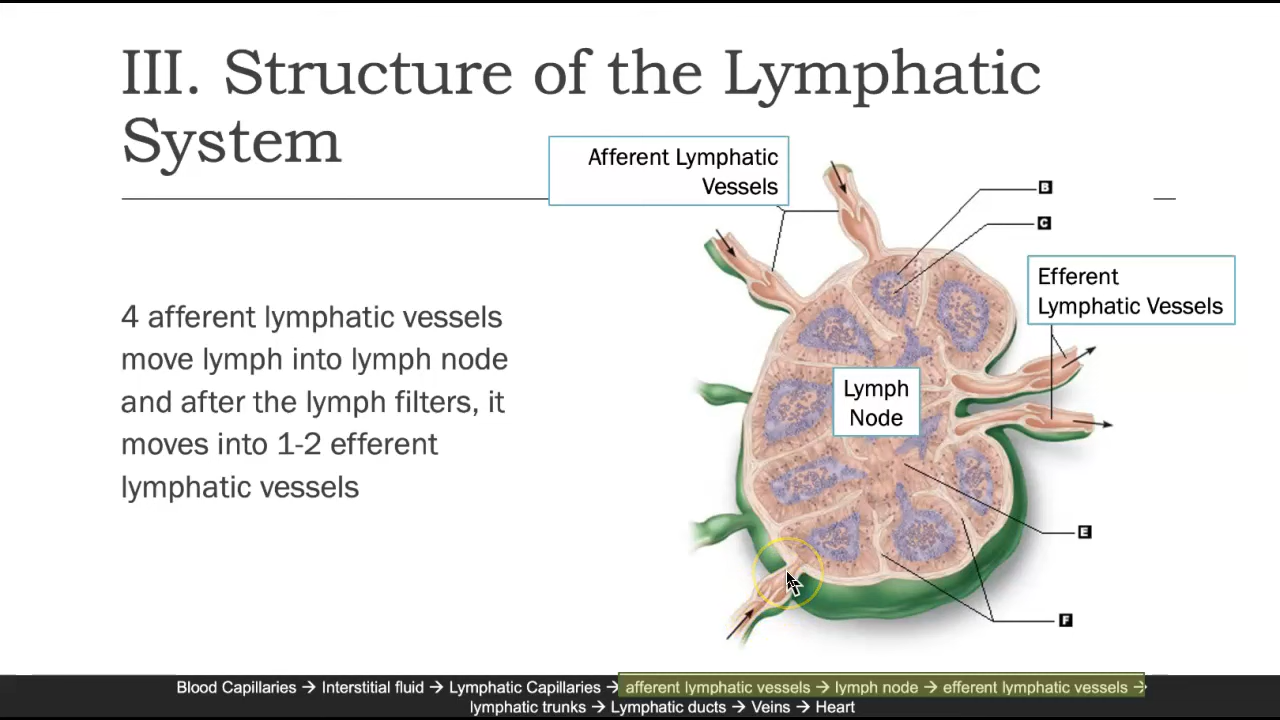 III. Structure of the Lymphatic
System
Afferent Lymphatic
Vessels
B
C
Efferent
Lymphatic Vessels
4 afferent lymphatic vessels
move lymph into lymph node
and after the lymph filters, it
moves into 1-2 efferent
lymphatic vessels
Lymph
Node
E
F
Blood Capillaries → Interstitial fluid → Lymphatic Capillaries → afferent lymphatic vessels → lymph node → efferent lymphatic vessels →
lymphatic trunks → Lymphatic ducts → Veins → Heart